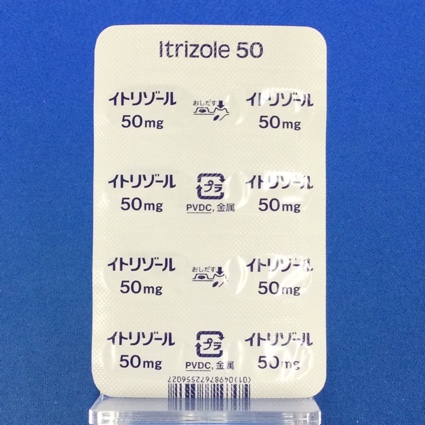 Itrizole 50
イトリゾール おしだす イトリゾール
50mg 50mg
イトリゾール プラ イトリゾール
50mg PVDC, 金属 50mg
イトリゾール おしだす イトリゾール
50mg 50mg
イトリゾール プラ イトリゾール
50mg PVDC, 金属 50mg
(01)04987672556027